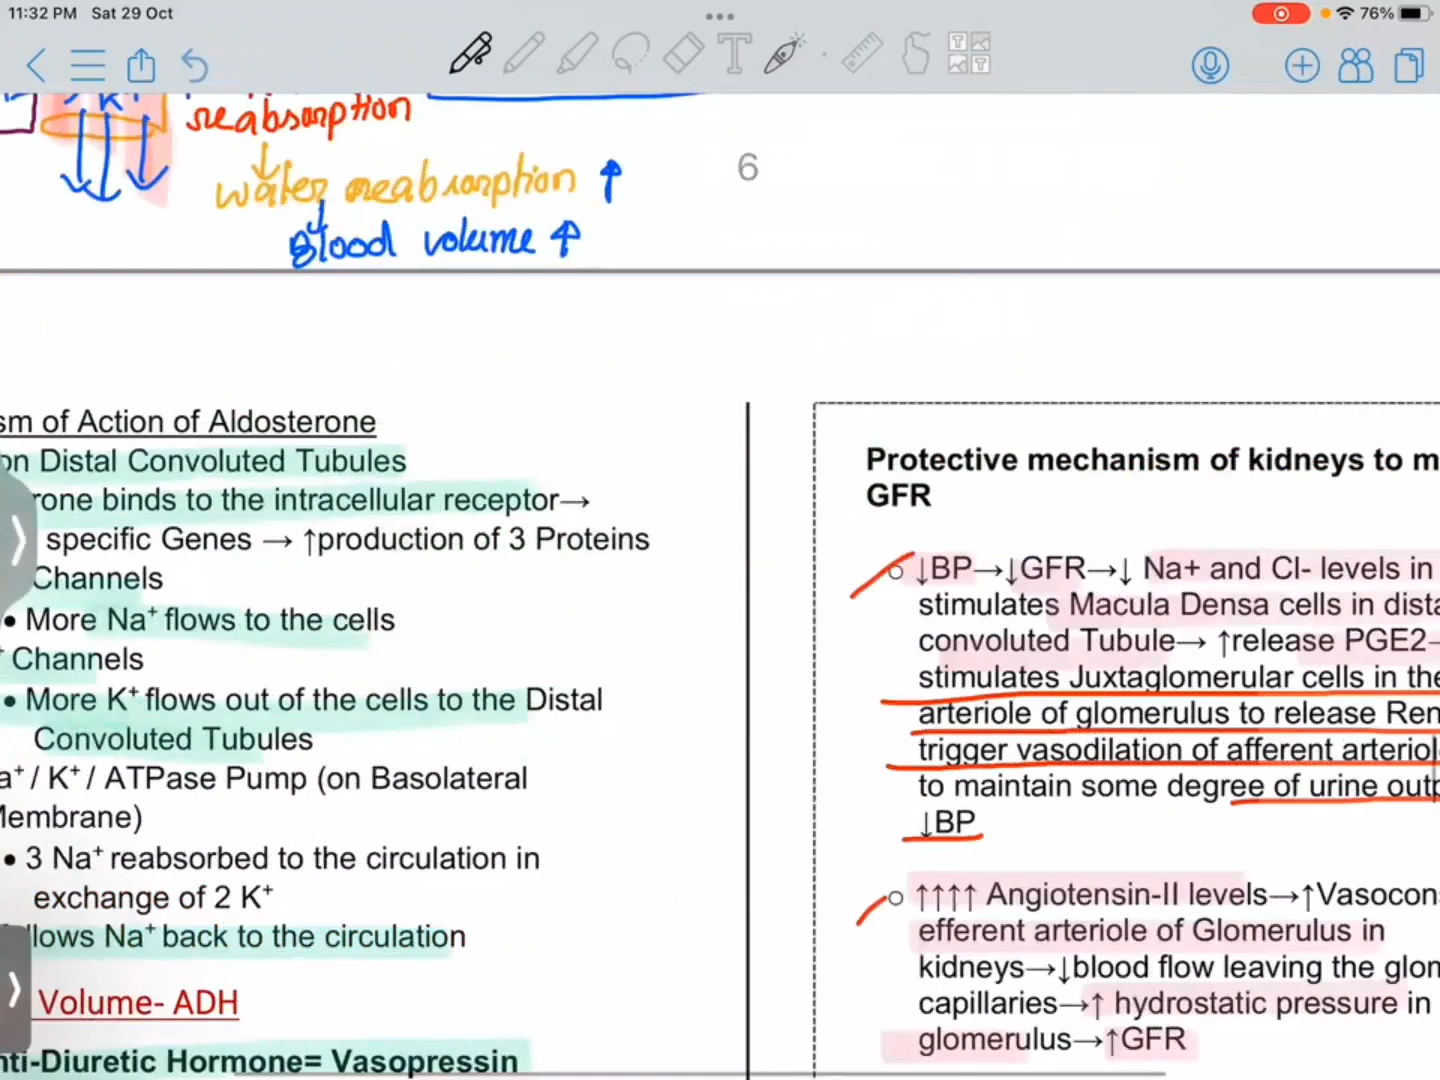 11:32 PM Sat 29 Oct
76%
T
K
reabsorption
water reabsorption ↑
Blood volume ↑
6
sm of Action of Aldosterone
on Distal Convoluted Tubules
rone binds to the intracellular receptor→
specific Genes → ↑production of 3 Proteins
Channels
• More Na⁺ flows to the cells
⁺ Channels
• More K⁺ flows out of the cells to the Distal
Convoluted Tubules
a⁺ / K⁺ / ATPase Pump (on Basolateral
Membrane)
• 3 Na⁺ reabsorbed to the circulation in
exchange of 2 K⁺
llows Na⁺ back to the circulation
Volume- ADH
nti-Diuretic Hormone= Vasopressin
Protective mechanism of kidneys to m
GFR
○ ↓BP→↓GFR→↓ Na+ and Cl- levels in
stimulates Macula Densa cells in dista
convoluted Tubule→ ↑release PGE2–
stimulates Juxtaglomerular cells in the
arteriole of glomerulus to release Ren
trigger vasodilation of afferent arteriol
to maintain some degree of urine outp
↓BP
○ ↑↑↑↑ Angiotensin-II levels→↑Vasocon
efferent arteriole of Glomerulus in
kidneys→↓blood flow leaving the glom
capillaries→↑ hydrostatic pressure in
glomerulus→↑GFR